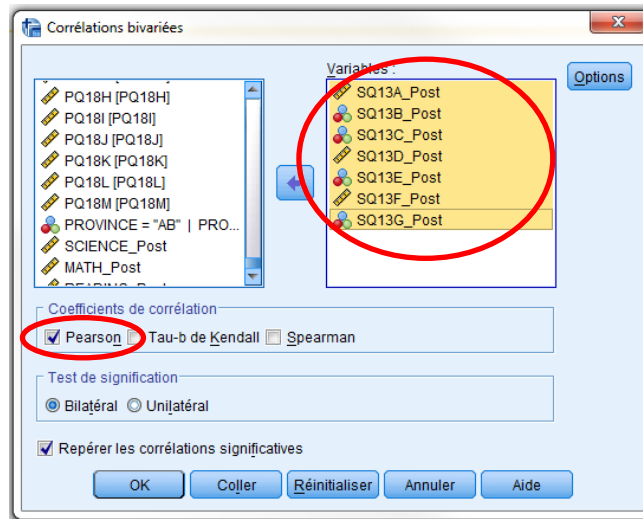 Corrélations bivariées
PQ18H [PQ18H]
PQ18I [PQ18I]
PQ18J [PQ18J]
PQ18K [PQ18K]
PQ18L [PQ18L]
PQ18M [PQ18M]
PROVINCE = "AB" | PRO...
SCIENCE_Post
MATH_Post
Variables :
SQ13A_Post
SQ13B_Post
SQ13C_Post
SQ13D_Post
SQ13E_Post
SQ13F_Post
SQ13G_Post
Options
Coefficients de corrélation
Pearson Tau-b de Kendall Spearman
Test de signification
Bilatéral Unilatéral
Repérer les corrélations significatives
OK Coller Réinitialiser Annuler Aide